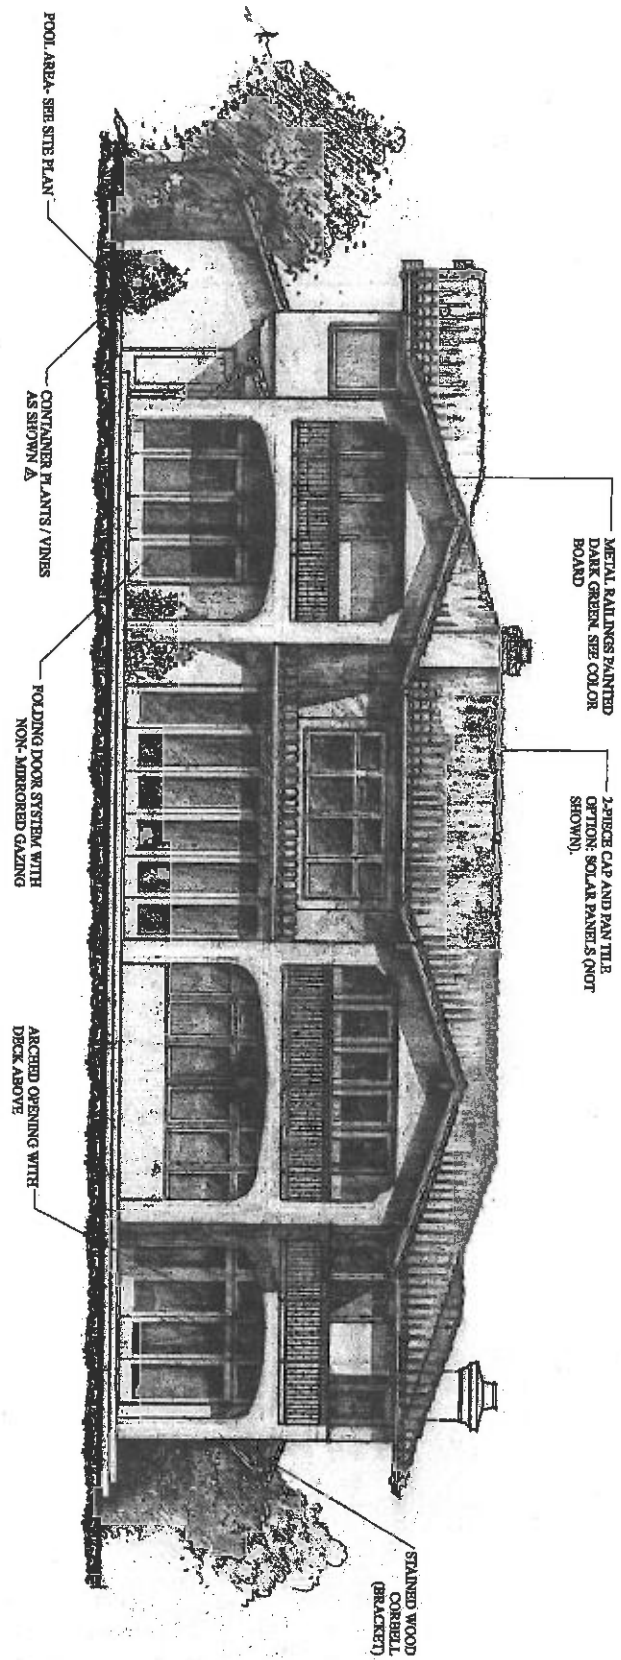 METAL RAILINGS PAINTED
DARK GREEN. SEE COLOR
BOARD
2-PIECE CAP AND PAN TILE
OPTION: SOLAR PANELS (NOT
SHOWN).
STAINED WOOD
CORBELL
(BRACKET)
POOL AREA- SEE SITE PLAN
CONTAINER PLANTS / VINES
AS SHOWN
FOLDING DOOR SYSTEM WITH
NON- MIRRORED GAZING
ARCHED OPENING WITH
DECK ABOVE